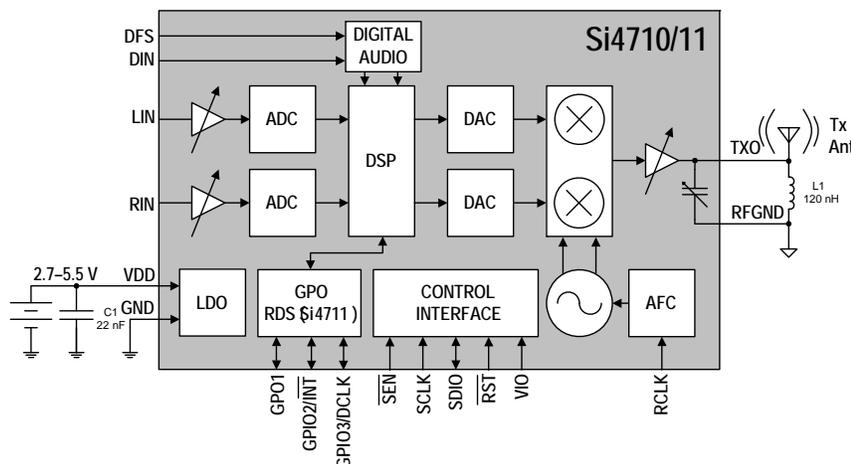 Si4710/11
DFS
DIN
DIGITAL
AUDIO
LIN
ADC
DSP
DAC
TXO
Tx
Ant
RIN
ADC
DAC
RFGND
L1
120 nH
2.7–5.5 V
VDD
GND
C1
22 nF
LDO
GPO
RDS (Si4711)
CONTROL
INTERFACE
AFC
GPO1
GPIO2/INT
GPIO3/DCLK
SEN
SCLK
SDIO
RST
VIO
RCLK